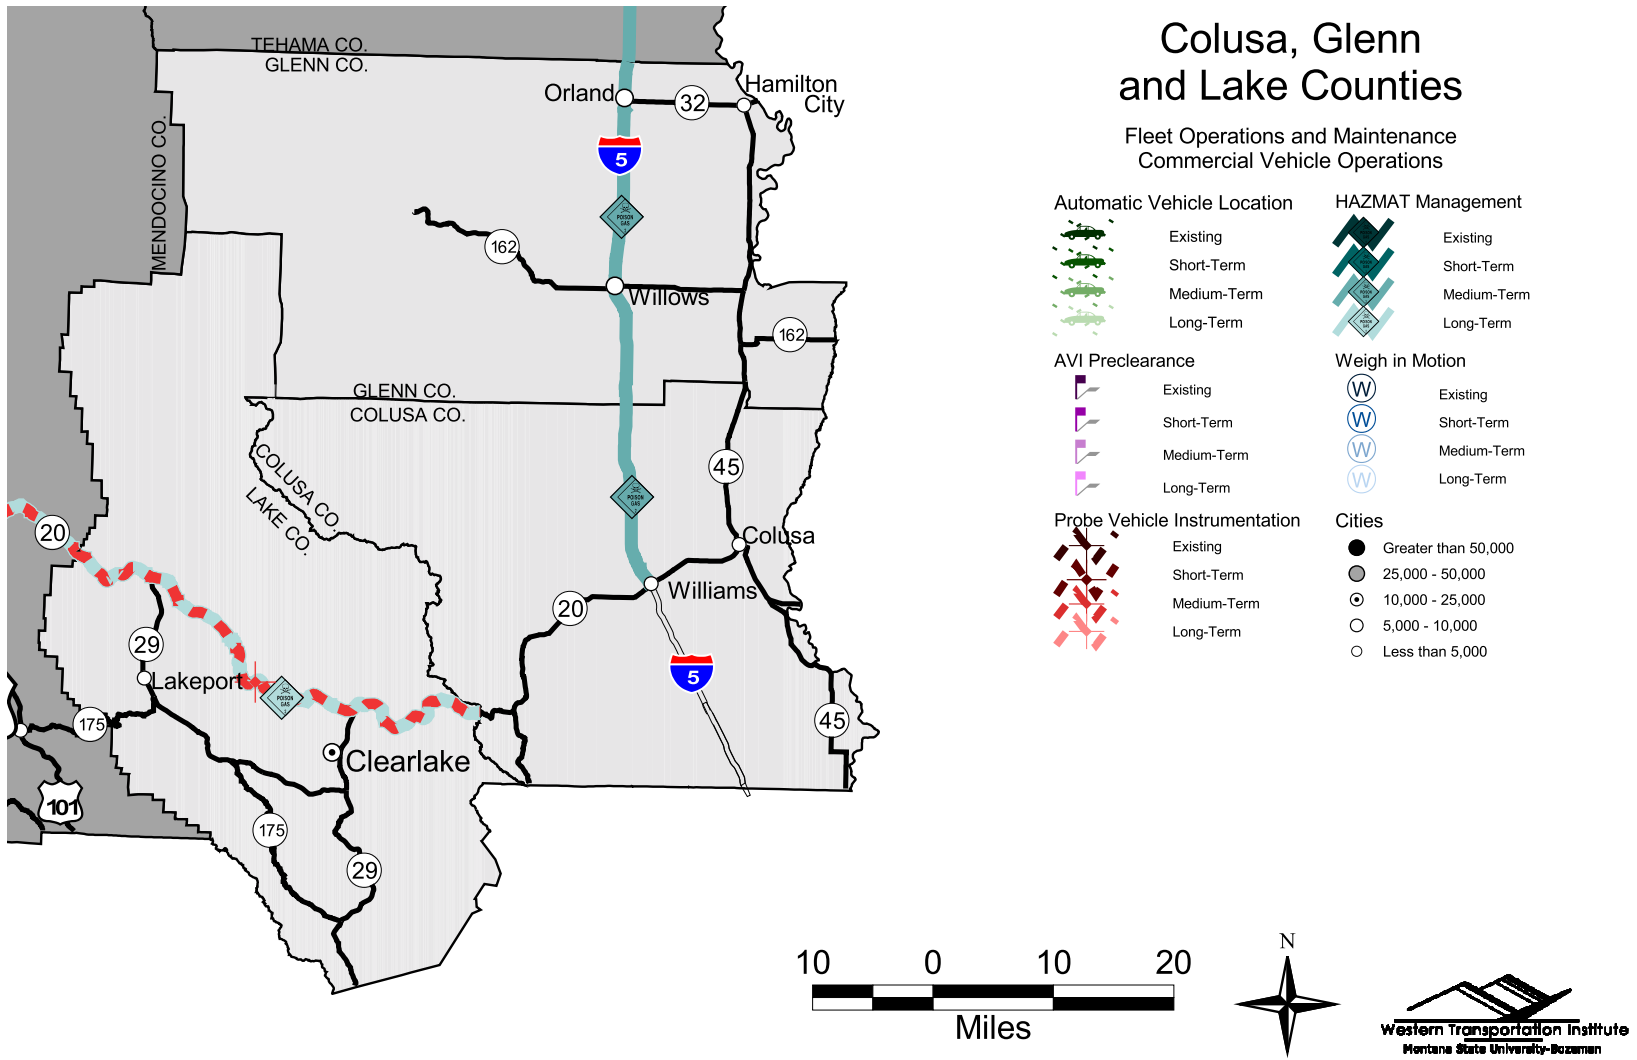 Colusa, Glenn
and Lake Counties
Fleet Operations and Maintenance
Commercial Vehicle Operations
Automatic Vehicle Location
Existing
Short-Term
Medium-Term
Long-Term
HAZMAT Management
Existing
Short-Term
Medium-Term
Long-Term
AVI Preclearance
Existing
Short-Term
Medium-Term
Long-Term
Weigh in Motion
W Existing
W Short-Term
W Medium-Term
W Long-Term
Probe Vehicle Instrumentation
Existing
Short-Term
Medium-Term
Long-Term
Cities
Greater than 50,000
25,000 - 50,000
10,000 - 25,000
5,000 - 10,000
Less than 5,000
TEHAMA CO.
GLENN CO.
MENDOCINO CO.
Orland
32
Hamilton
City
5
POISON
GAS
162
Willows
162
GLENN CO.
COLUSA CO.
COLUSA CO.
LAKE CO.
45
POISON
GAS
20
Colusa
Williams
20
29
Lakeport
POISON
GAS
5
45
175
Clearlake
101
175
29
10 0 10 20
Miles
N
Western Transportation Institute
Montana State University-Bozeman